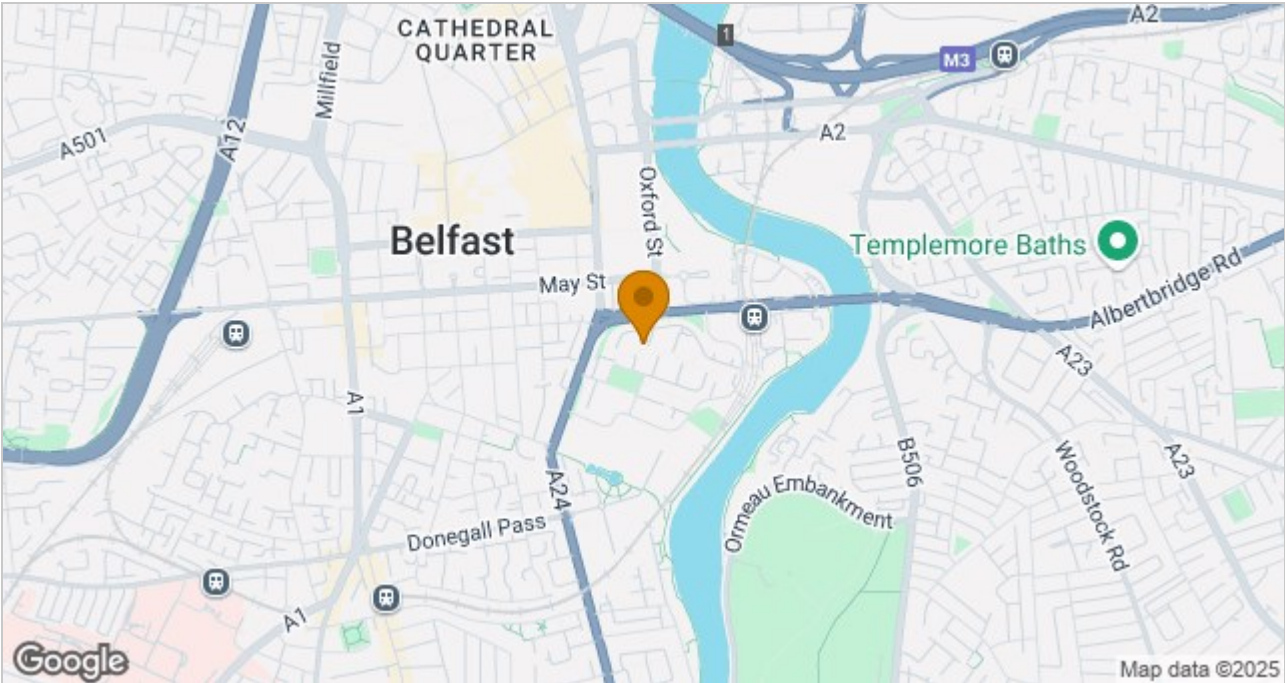 A2
CATHEDRAL
QUARTER
1
M3
Millfield
A12
A501
A2
Oxford St
Belfast
Templemore Baths
May St
Albertbridge Rd
A23
A1
B506
A24
Woodstock Rd
A23
Ormeau Embankment
Donegall Pass
A1
Google
Map data ©2025